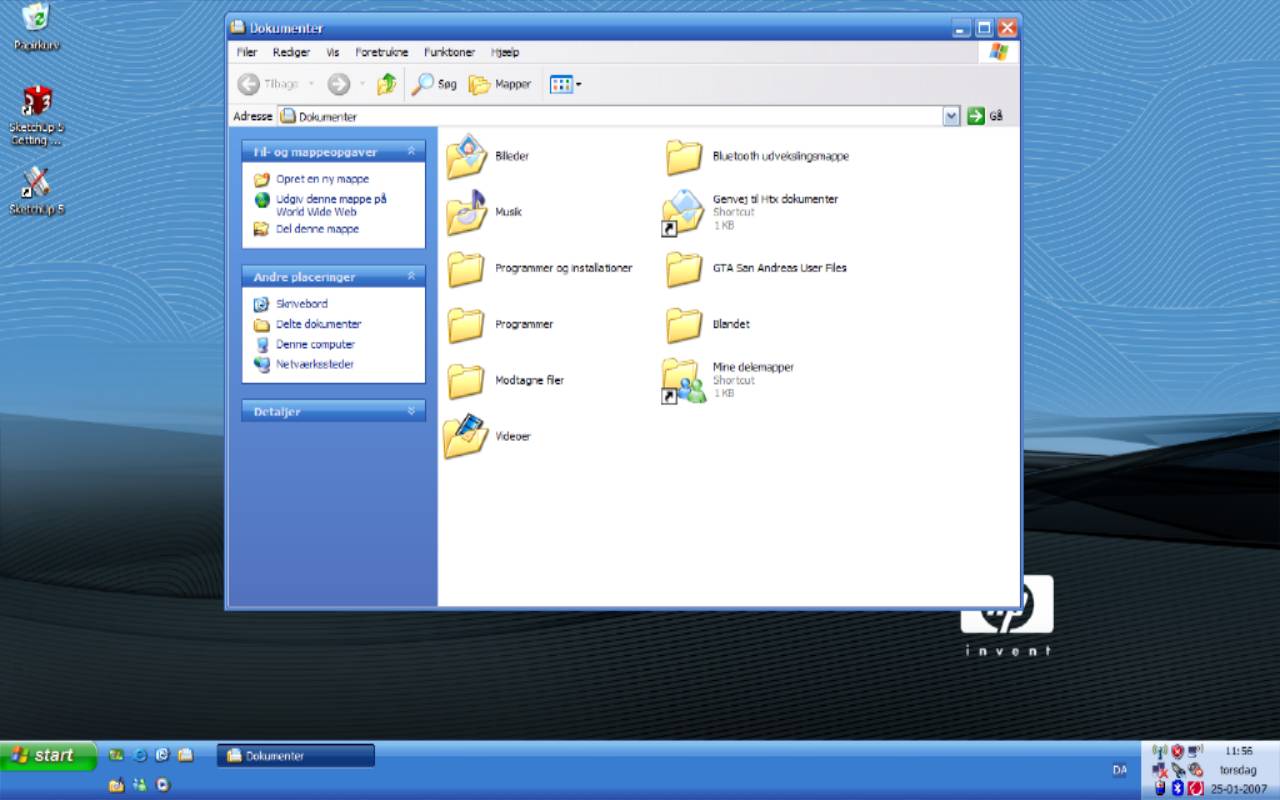 Papirkurv
SketchUp 5
Getting ...
SketchUp 5
Dokumenter
Filer Rediger Vis Foretrukne Funktioner Hjælp
Tilbage Søg Mapper
Adresse Dokumenter Gå
Fil- og mappeopgaver
Opret en ny mappe
Udgiv denne mappe på
World Wide Web
Del denne mappe
Andre placeringer
Skrivebord
Delte dokumenter
Denne computer
Netværkssteder
Detaljer
Billeder
Bluetooth udvekslingsmappe
Musik
Genvej til Htx dokumenter
Shortcut
1 KB
Programmer og installationer
GTA San Andreas User Files
Programmer
Blandet
Modtagne filer
Mine delemapper
Shortcut
1 KB
Videoer
hp
invent
start
Dokumenter
DA
11:56
torsdag
25-01-2007